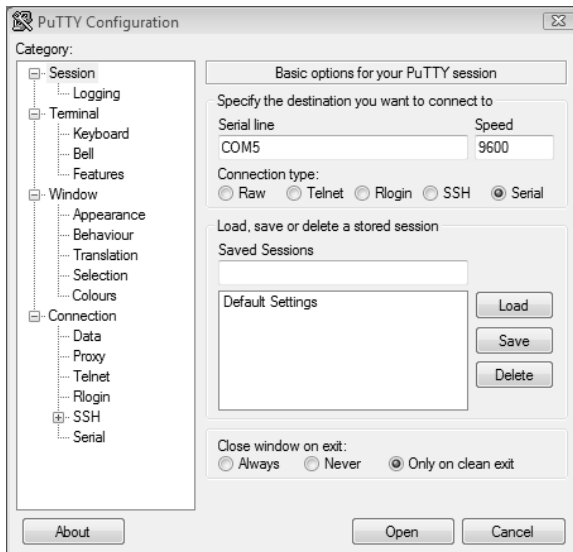 PuTTY Configuration
Category:
Session
Logging
Terminal
Keyboard
Bell
Features
Window
Appearance
Behaviour
Translation
Selection
Colours
Connection
Data
Proxy
Telnet
Rlogin
SSH
Serial
Basic options for your PuTTY session
Specify the destination you want to connect to
Serial line Speed
COM5 9600
Connection type:
Raw Telnet Rlogin SSH Serial
Load, save or delete a stored session
Saved Sessions
Default Settings
Load
Save
Delete
Close window on exit:
Always Never Only on clean exit
About Open Cancel